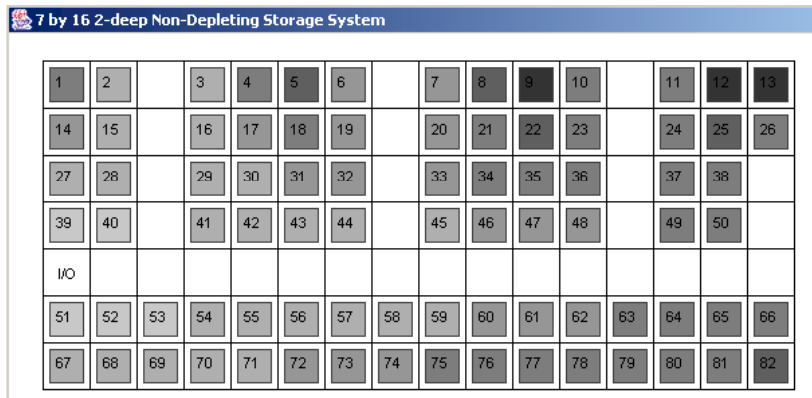 7 by 16 2-deep Non-Depleting Storage System
1 2 3 4 5 6 7 8 9 10 11 12 13
14 15 16 17 18 19 20 21 22 23 24 25 26
27 28 29 30 31 32 33 34 35 36 37 38
39 40 41 42 43 44 45 46 47 48 49 50
I/O
51 52 53 54 55 56 57 58 59 60 61 62 63 64 65 66
67 68 69 70 71 72 73 74 75 76 77 78 79 80 81 82